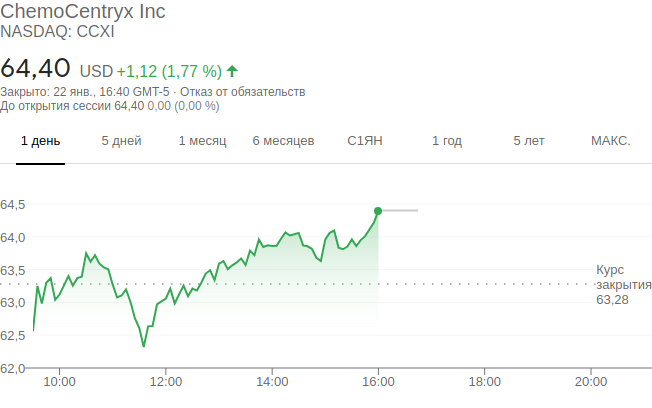 ChemoCentryx Inc
NASDAQ: CCXI
64,40 USD +1,12 (1,77 %)
Закрыто: 22 янв., 16:40 GMT-5 · Отказ от обязательств
До открытия сессии 64,40 0,00 (0,00 %)
1 день 5 дней 1 месяц 6 месяцев С1ЯН 1 год 5 лет МАКС.
64,5
64,0
63,5
63,0
62,5
62,0
Курс
закрытия
63,28
10:00 12:00 14:00 16:00 18:00 20:00